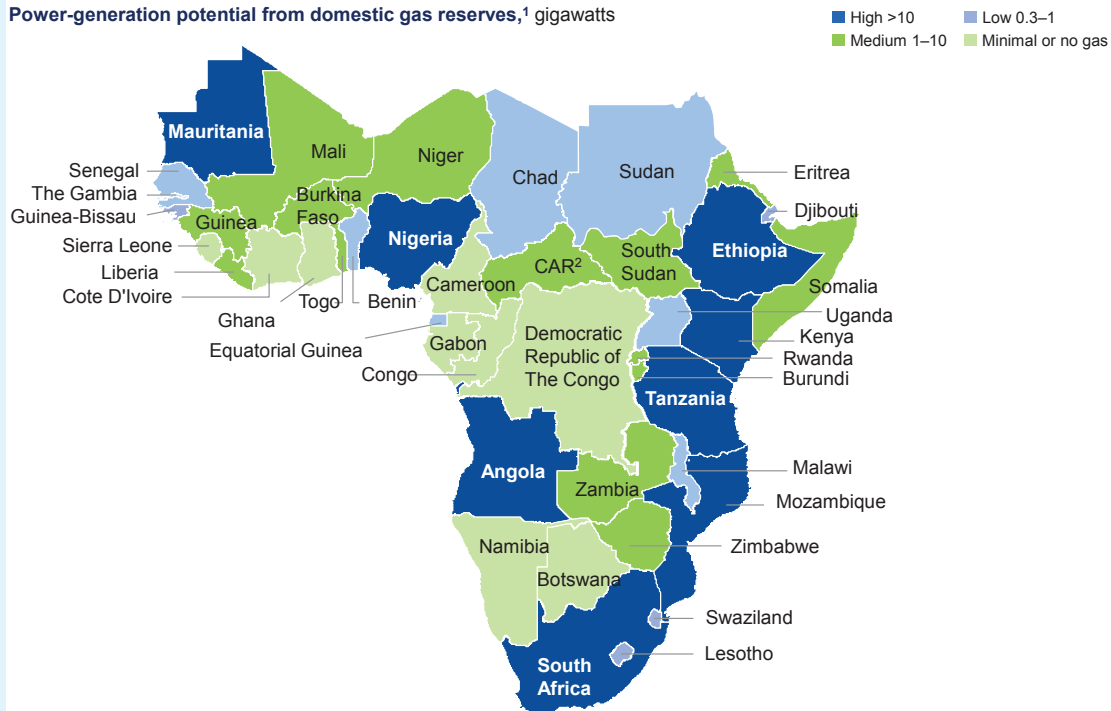 Power-generation potential from domestic gas reserves,¹ gigawatts
High >10
Low 0.3–1
Medium 1–10
Minimal or no gas
Mauritania
Mali
Niger
Chad
Sudan
Eritrea
Senegal
The Gambia
Guinea-Bissau
Burkina
Faso
Guinea
Djibouti
Sierra Leone
Nigeria
Ethiopia
Liberia
CAR²
South
Sudan
Cote D'Ivoire
Togo
Benin
Cameroon
Somalia
Ghana
Uganda
Equatorial Guinea
Gabon
Democratic
Republic of
The Congo
Kenya
Rwanda
Congo
Burundi
Tanzania
Angola
Malawi
Zambia
Mozambique
Namibia
Zimbabwe
Botswana
Swaziland
Lesotho
South
Africa